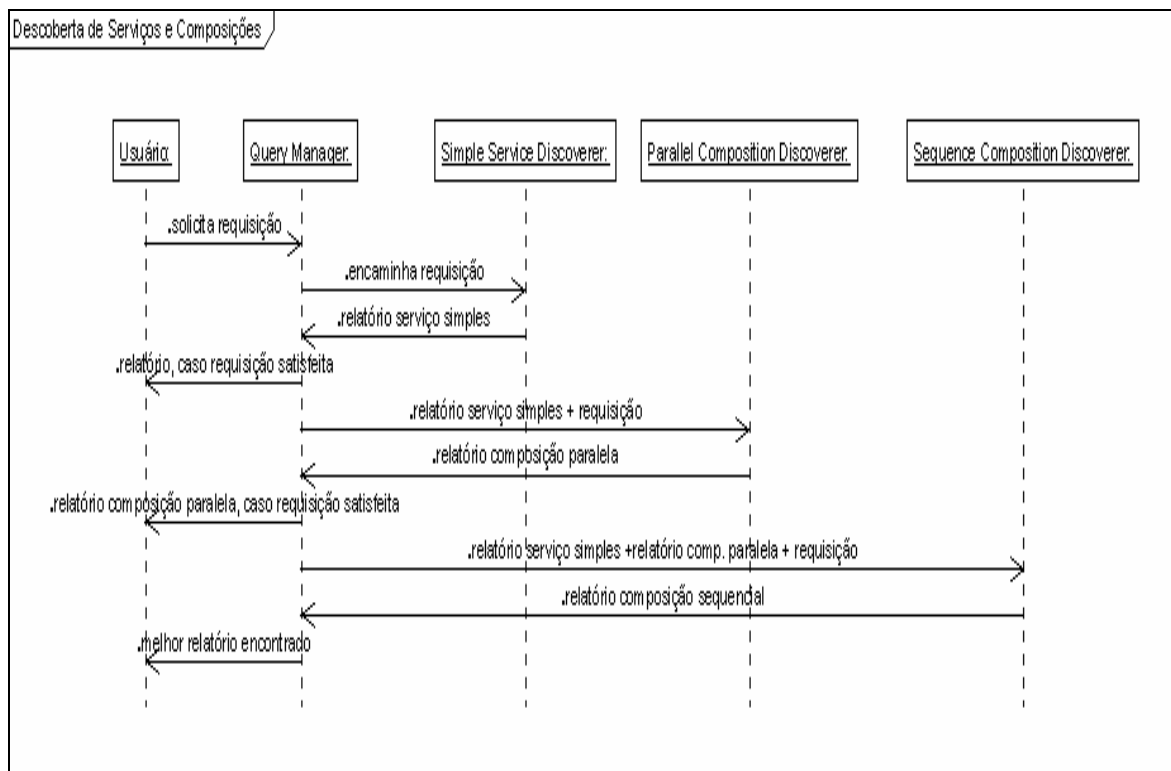 Descoberta de Serviços e Composições
Usuário:
Query Manager:
Simple Service Discoverer:
Parallel Composition Discoverer:
Sequence Composition Discoverer:
.solicita requisição
.encaminha requisição
.relatório serviço simples
.relatório, caso requisição satisfeita
.relatório serviço simples + requisição
.relatório composição paralela
.relatório composição paralela, caso requisição satisfeita
.relatório serviço simples +relatório comp. paralela + requisição
.relatório composição sequencial
.melhor relatório encontrado